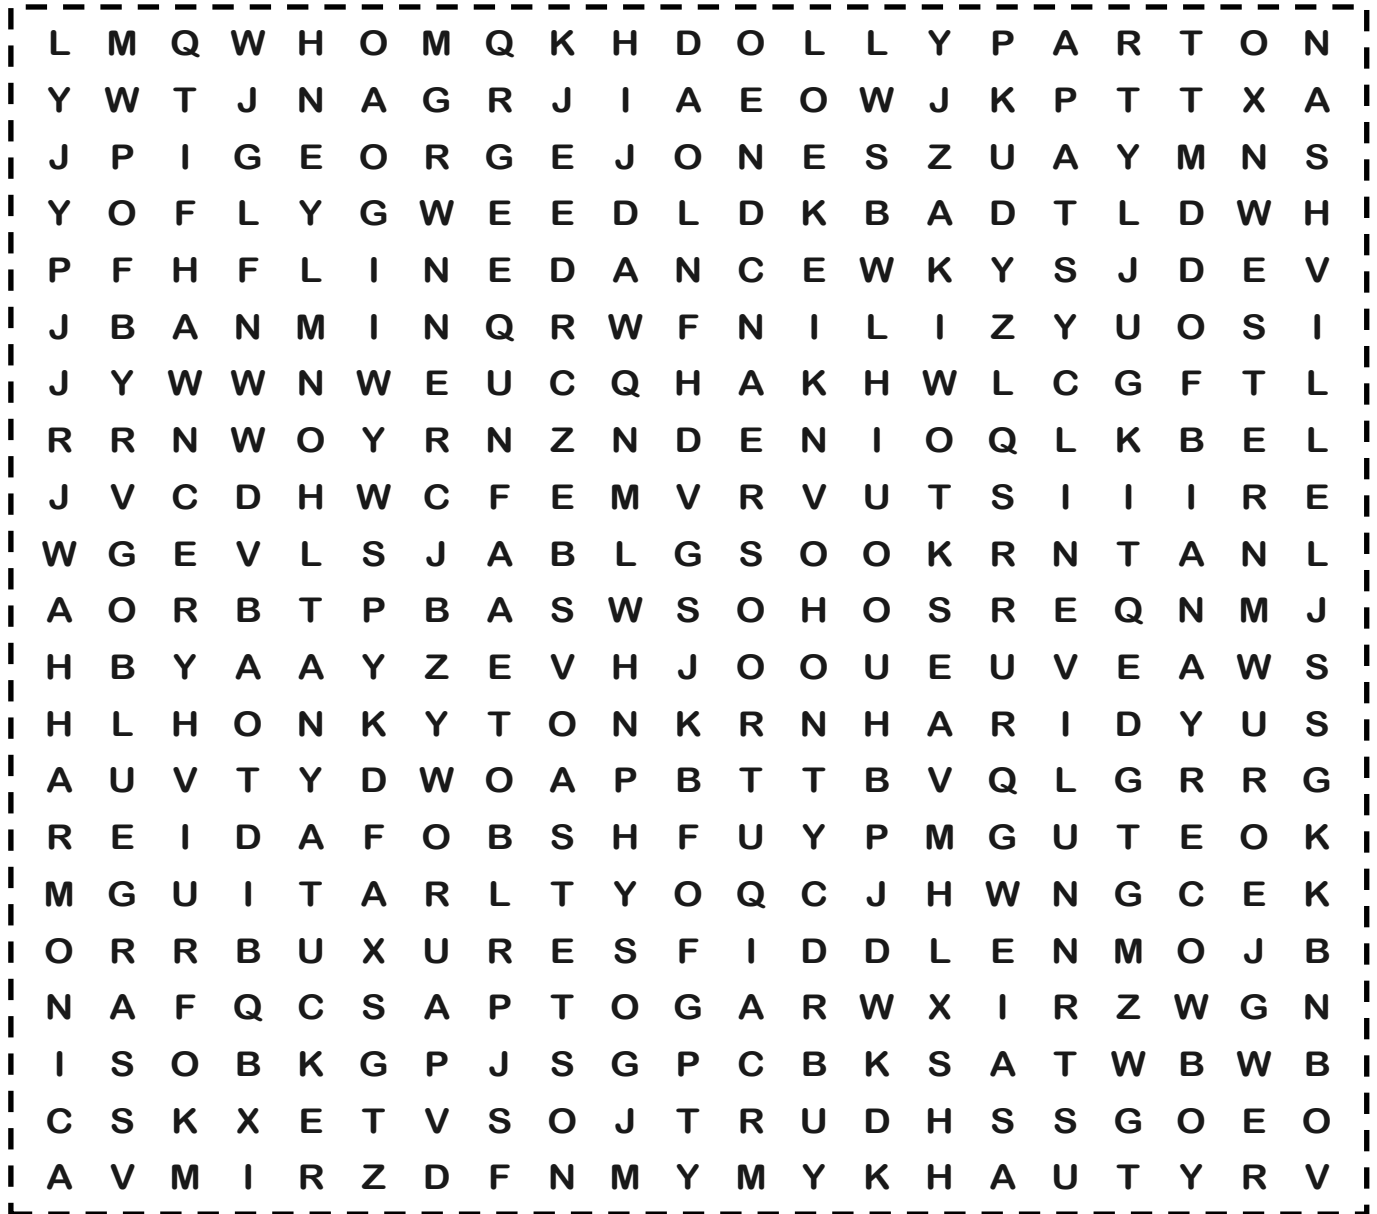 L M Q W H O M Q K H D O L L Y P A R T O N
Y W T J N A G R J I A E O W J K P T T X A
J P I G E O R G E J O N E S Z U A Y M N S
Y O F L Y G W E E D L D K B A D T L D W H
P F H F L I N E D A N C E W K Y S J D E V
J B A N M I N Q R W F N I L I Z Y U O S I
J Y W W N W E U C Q H A K H W L C G F T L
R R N W O Y R N Z N D E N I O Q L K B E L
J V C D H W C F E M V R V U T S I I I R E
W G E V L S J A B L G S O O K R N T A N L
A O R B T P B A S W S O H O S R E Q N M J
H B Y A A Y Z E V H J O O U E U V E A W S
H L H O N K Y T O N K R N H A R I D Y U S
A U V T Y D W O A P B T T B V Q L G R R G
R E I D A F O B S H F U Y P M G U T E O K
M G U I T A R L T Y O Q C J H W N G C E K
O R R B U X U R E S F I D D L E N M O J B
N A F Q C S A P T O G A R W X I R Z W G N
I S O B K G P J S G P C B K S A T W B W B
C S K X E T V S O J T R U D H S S G O E O
A V M I R Z D F N M Y M Y K H A U T Y R V